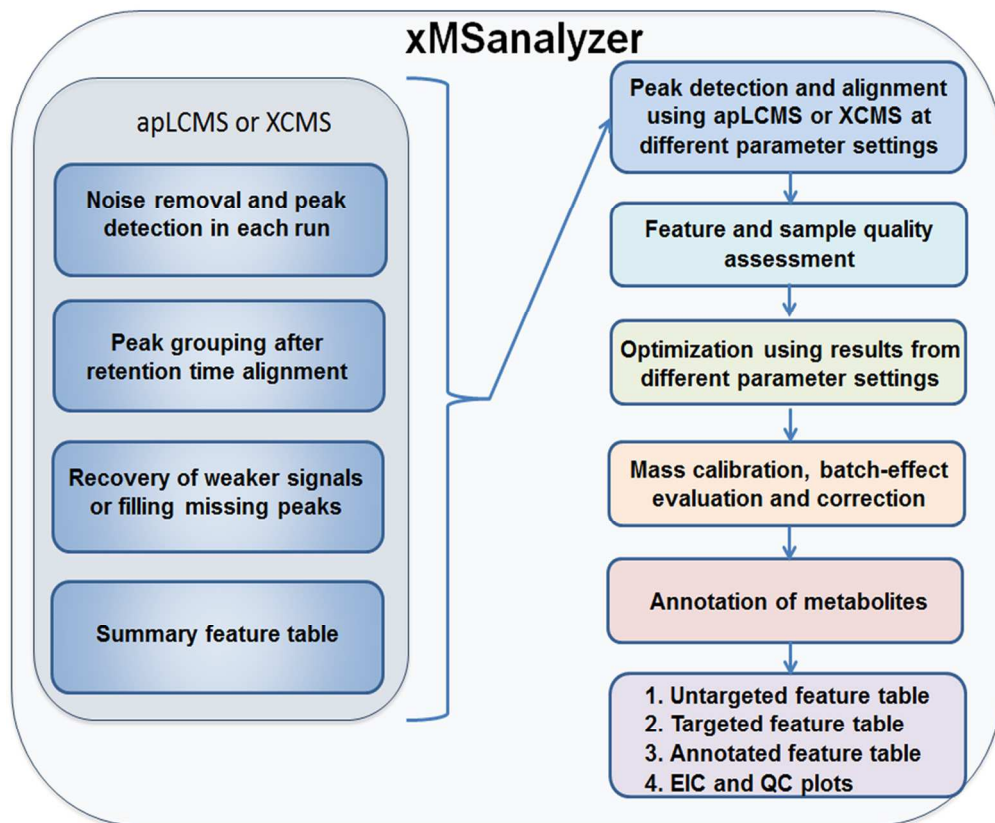 xMSanalyzer
apLCMS or XCMS
Noise removal and peak
detection in each run
Peak grouping after
retention time alignment
Recovery of weaker signals
or filling missing peaks
Summary feature table
Peak detection and alignment
using apLCMS or XCMS at
different parameter settings
Feature and sample quality
assessment
Optimization using results from
different parameter settings
Mass calibration, batch-effect
evaluation and correction
Annotation of metabolites
1. Untargeted feature table
2. Targeted feature table
3. Annotated feature table
4. EIC and QC plots